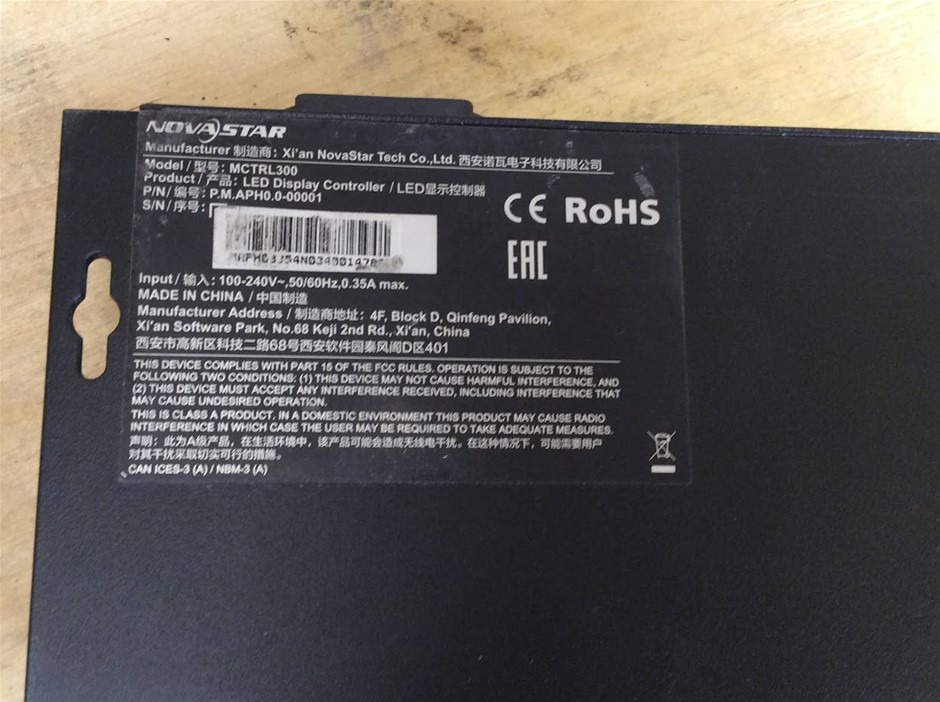 NOVASTAR
Manufacturer 制造商: Xi'an NovaStar Tech Co.,Ltd. 西安诺瓦电子科技有限公司
Model / 型号: MCTRL300
Product / 产品: LED Display Controller / LED显示控制器
P/N / 编号: P.M.APH0.0-00001
S/N / 序号:
CE RoHS
EAC
Input / 输入: 100-240V~,50/60Hz,0.35A max.
MADE IN CHINA / 中国制造
Manufacturer Address / 制造商地址: 4F, Block D, Qinfeng Pavilion,
Xi'an Software Park, No.68 Keji 2nd Rd., Xi'an, China
西安市高新区科技二路68号西安软件园秦风阁D区401
THIS DEVICE COMPLIES WITH PART 15 OF THE FCC RULES. OPERATION IS SUBJECT TO THE
FOLLOWING TWO CONDITIONS: (1) THIS DEVICE MAY NOT CAUSE HARMFUL INTERFERENCE, AND
(2) THIS DEVICE MUST ACCEPT ANY INTERFERENCE RECEIVED, INCLUDING INTERFERENCE THAT
MAY CAUSE UNDESIRED OPERATION.
THIS IS CLASS A PRODUCT. IN A DOMESTIC ENVIRONMENT THIS PRODUCT MAY CAUSE RADIO
INTERFERENCE IN WHICH CASE THE USER MAY BE REQUIRED TO TAKE ADEQUATE MEASURES.
声明: 此为A级产品, 在生活环境中, 该产品可能会造成无线电干扰。在这种情况下, 可能需要用户
对其干扰采取切实可行的措施。
CAN ICES-3 (A) / NBM-3 (A)